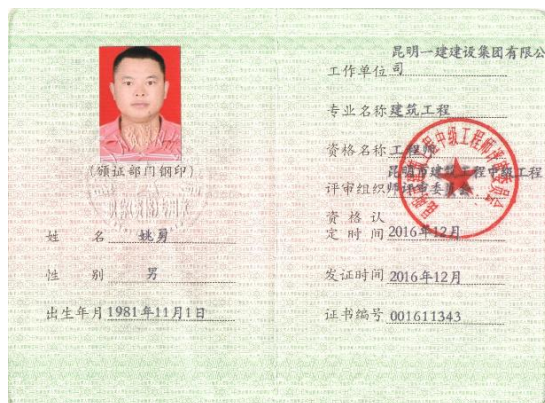 (颁证部门钢印)
姓 名 姚勇
性 别 男
出生年月 1981年11月1日
昆明一建建设集团有限公
工作单位 司
专业名称 建筑工程
资格名称 工程师
昆明市建筑工程中级工程
评审组织 师评审委员会
资 格 认
定 时 间 2016年12月
发证时间 2016年12月
证书编号 001611343